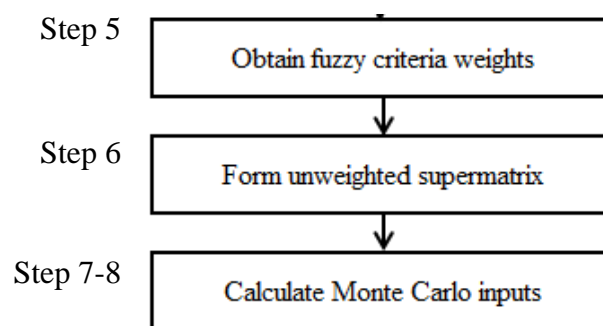 Step 5
Obtain fuzzy criteria weights
Step 6
Form unweighted supermatrix
Step 7-8
Calculate Monte Carlo inputs